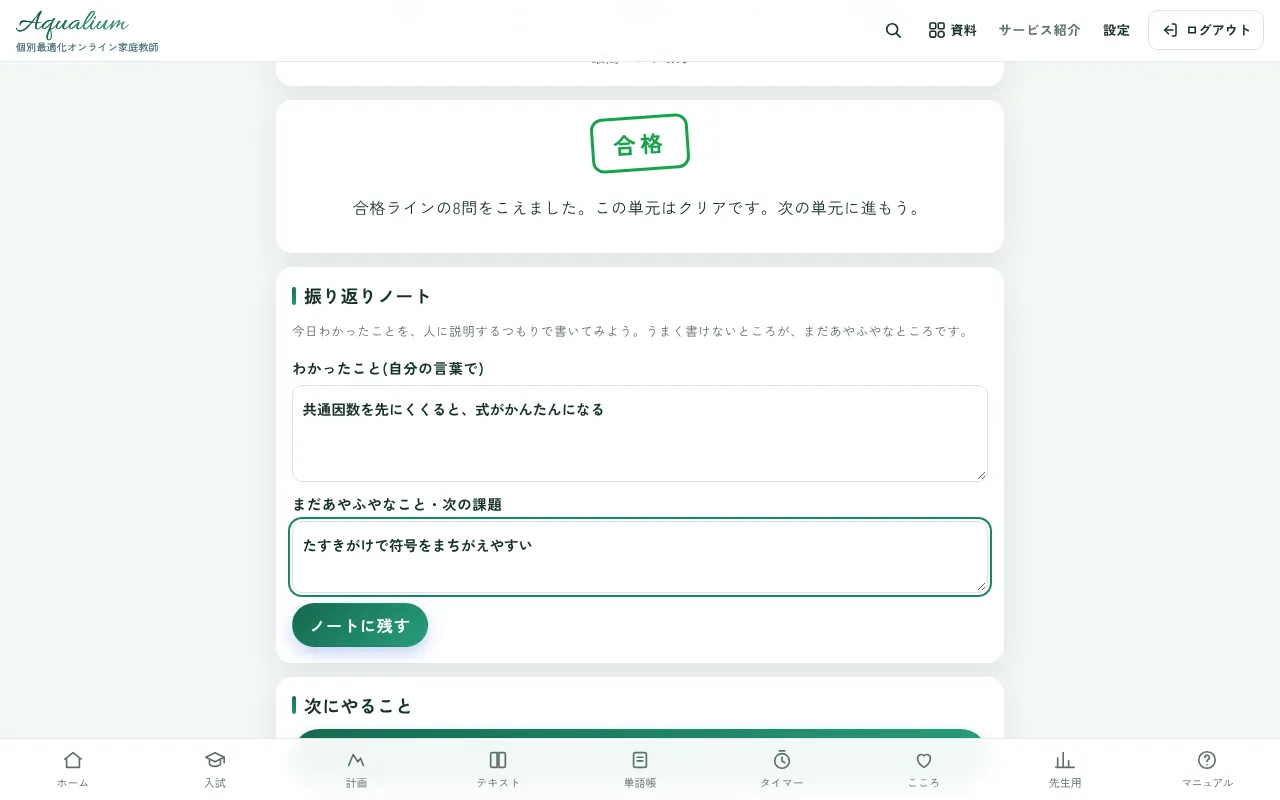 Aqualium
個別最適化オンライン家庭教師
資料
サービス紹介
設定
ログアウト
合格
合格ラインの8問をこえました。この単元はクリアです。次の単元に進もう。
振り返りノート
今日わかったことを、人に説明するつもりで書いてみよう。うまく書けないところが、まだあやふやなところです。
わかったこと(自分の言葉で)
共通因数を先にくくると、式がかんたんになる
まだあやふやなこと・次の課題
たすきがけで符号をまちがえやすい
ノートに残す
次にやること
ホーム
入試
計画
テキスト
単語帳
タイマー
こころ
先生用
マニュアル